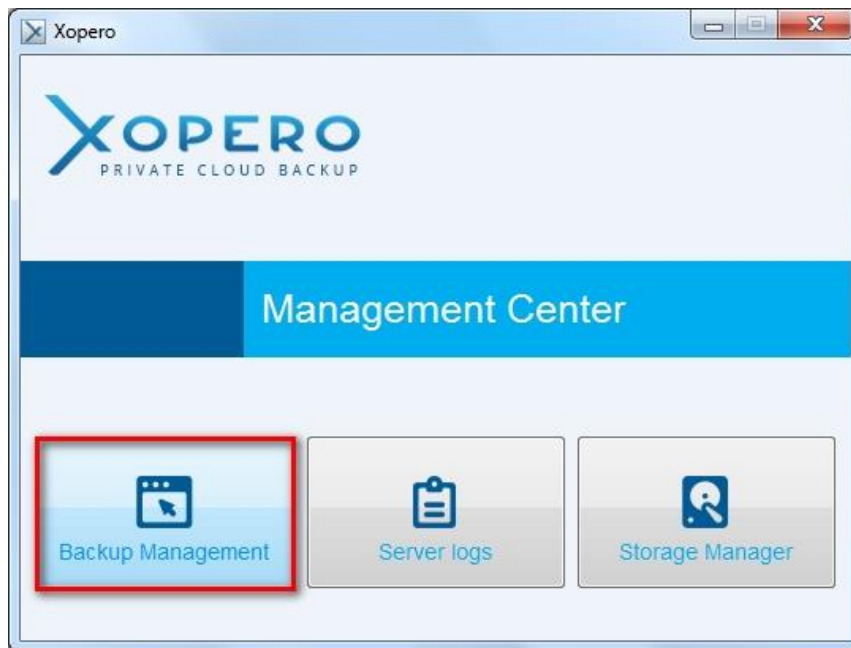 Xopero
XOPERO
PRIVATE CLOUD BACKUP
Management Center
Backup Management
Server logs
Storage Manager